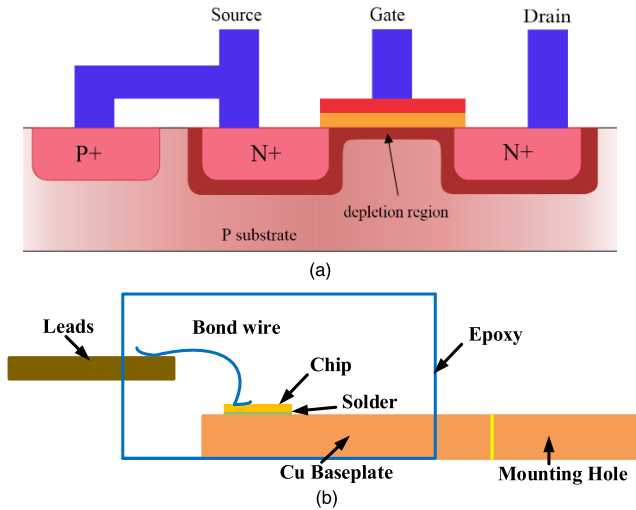 Source Gate Drain
P+ N+ N+
depletion region
P substrate
(a)
Leads Bond wire Epoxy
Chip
Solder
Cu Baseplate Mounting Hole
(b)